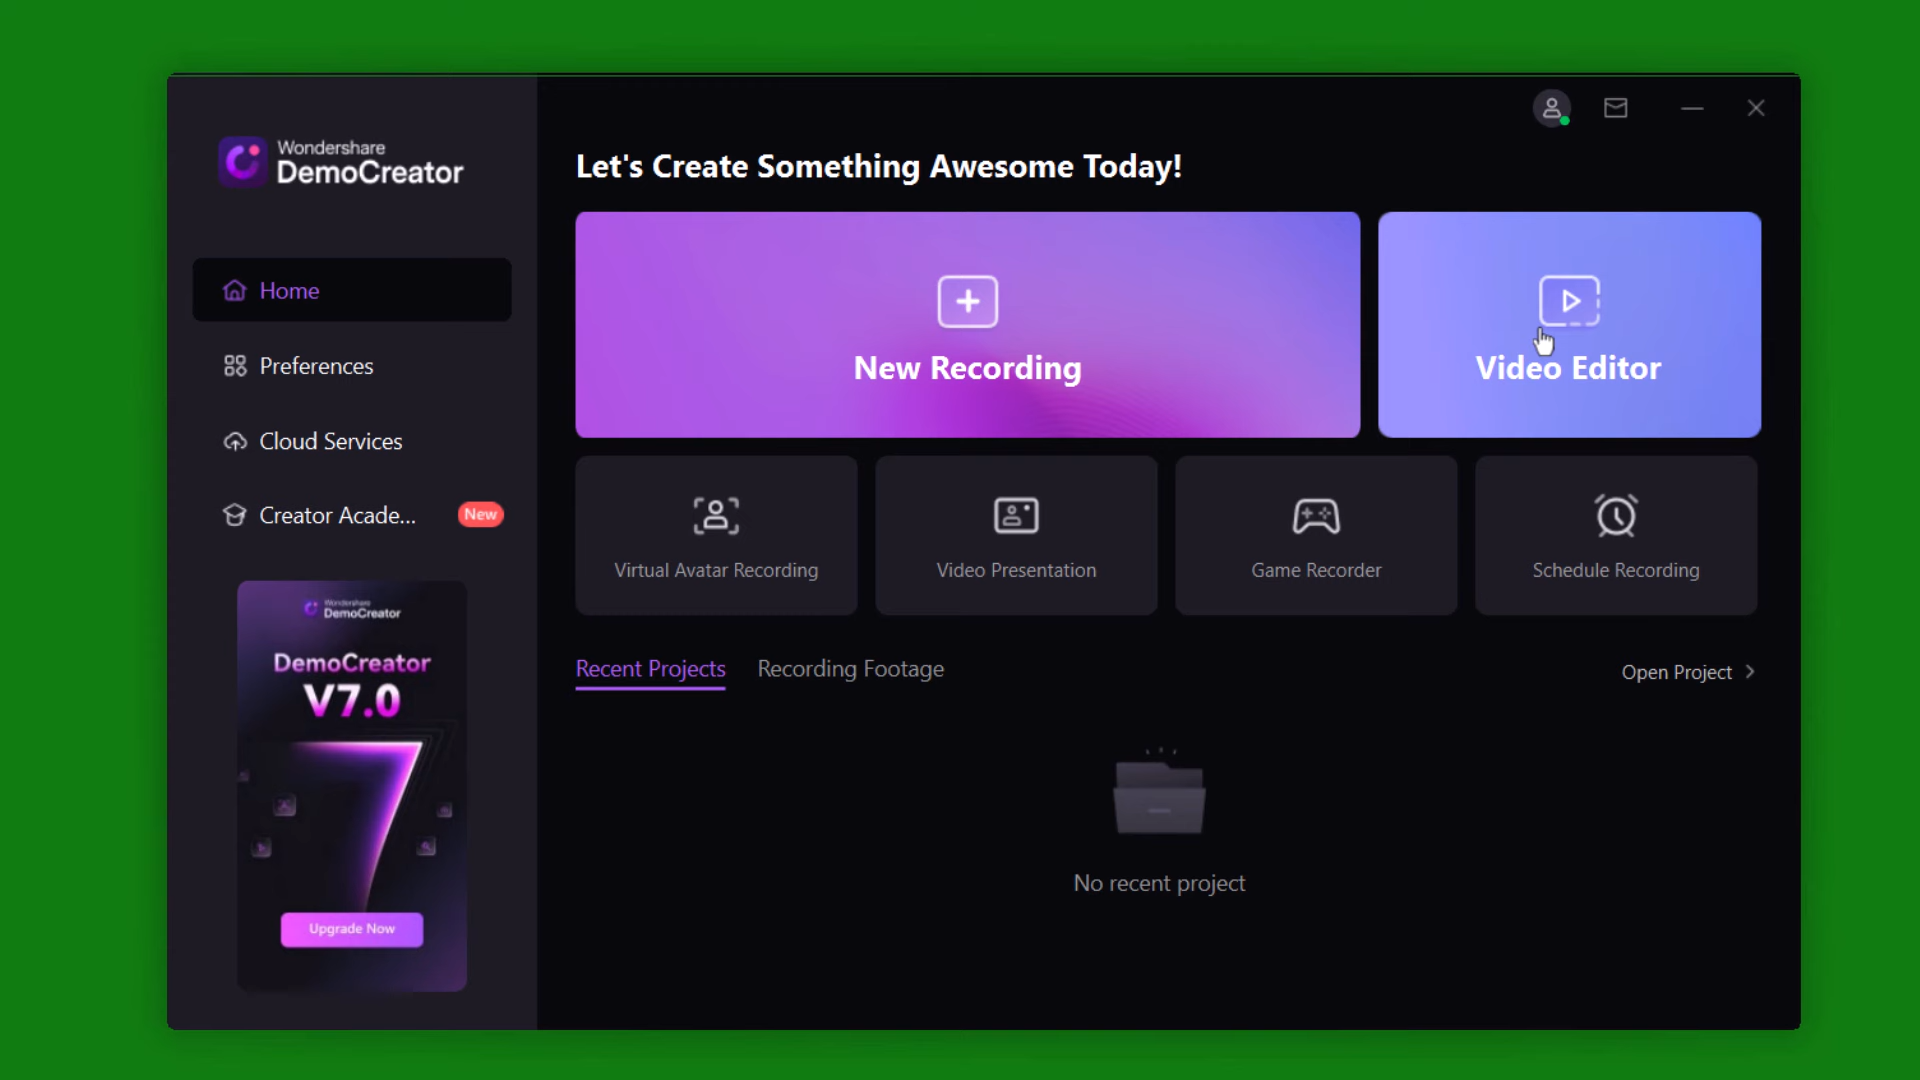 Wondershare
DemoCreator
Let's Create Something Awesome Today!
Home
Preferences
Cloud Services
Creator Acade...
New
New Recording
Video Editor
Virtual Avatar Recording
Video Presentation
Game Recorder
Schedule Recording
Recent Projects
Recording Footage
Open Project
No recent project
Wondershare
DemoCreator
DemoCreator
V7.0
Upgrade Now